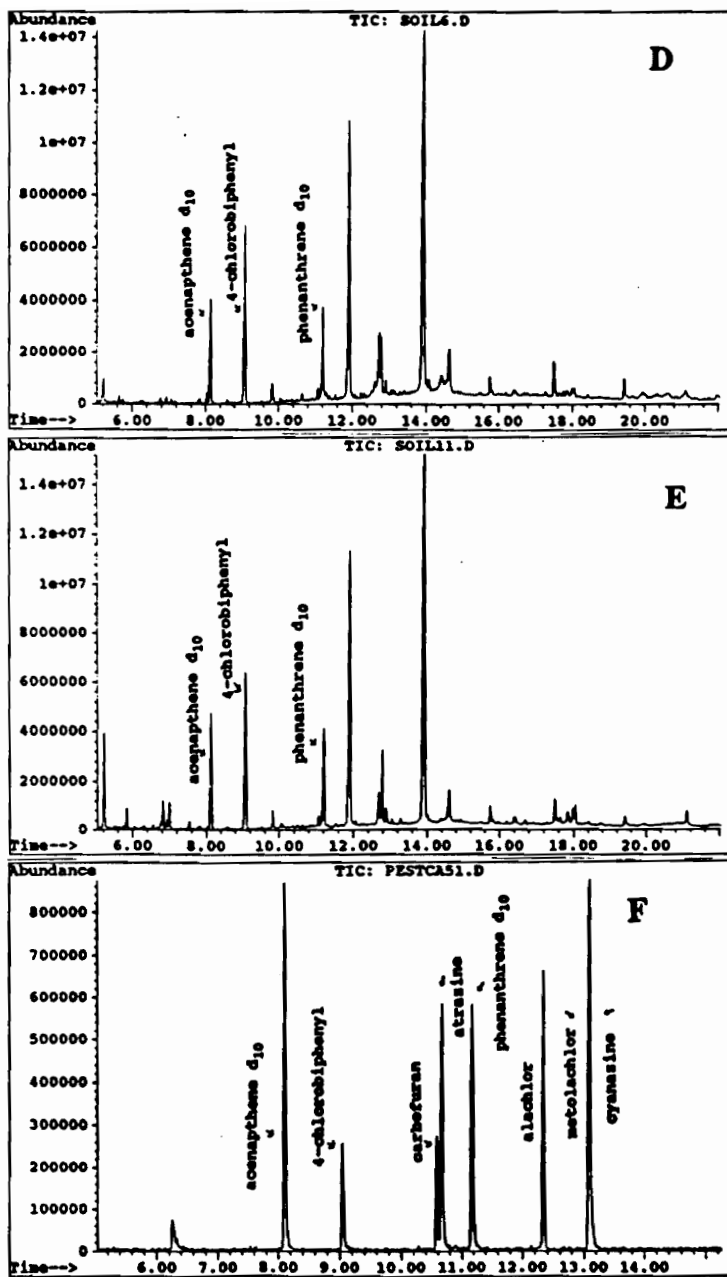 Abundance TIC: SOIL6.D
D
1.4e+07
1.2e+07
1e+07
8000000
6000000
4000000
2000000
0
acenapthene d10
4-chlorobiphenyl
phenanthrene d10
Time--> 6.00 8.00 10.00 12.00 14.00 16.00 18.00 20.00
Abundance TIC: SOIL11.D
E
1.4e+07
1.2e+07
1e+07
8000000
6000000
4000000
2000000
0
acenapthene d10
4-chlorobiphenyl
phenanthrene d10
Time--> 6.00 8.00 10.00 12.00 14.00 16.00 18.00 20.00
Abundance TIC: PESTCA51.D
F
800000
700000
600000
500000
400000
300000
200000
100000
0
acenapthene d10
4-chlorobiphenyl
carbofuran
atrazine
phenanthrene d10
alachlor
metolachlor
cyanazine
Time--> 6.00 8.00 10.00 11.00 12.00 13.00 14.00 15.00